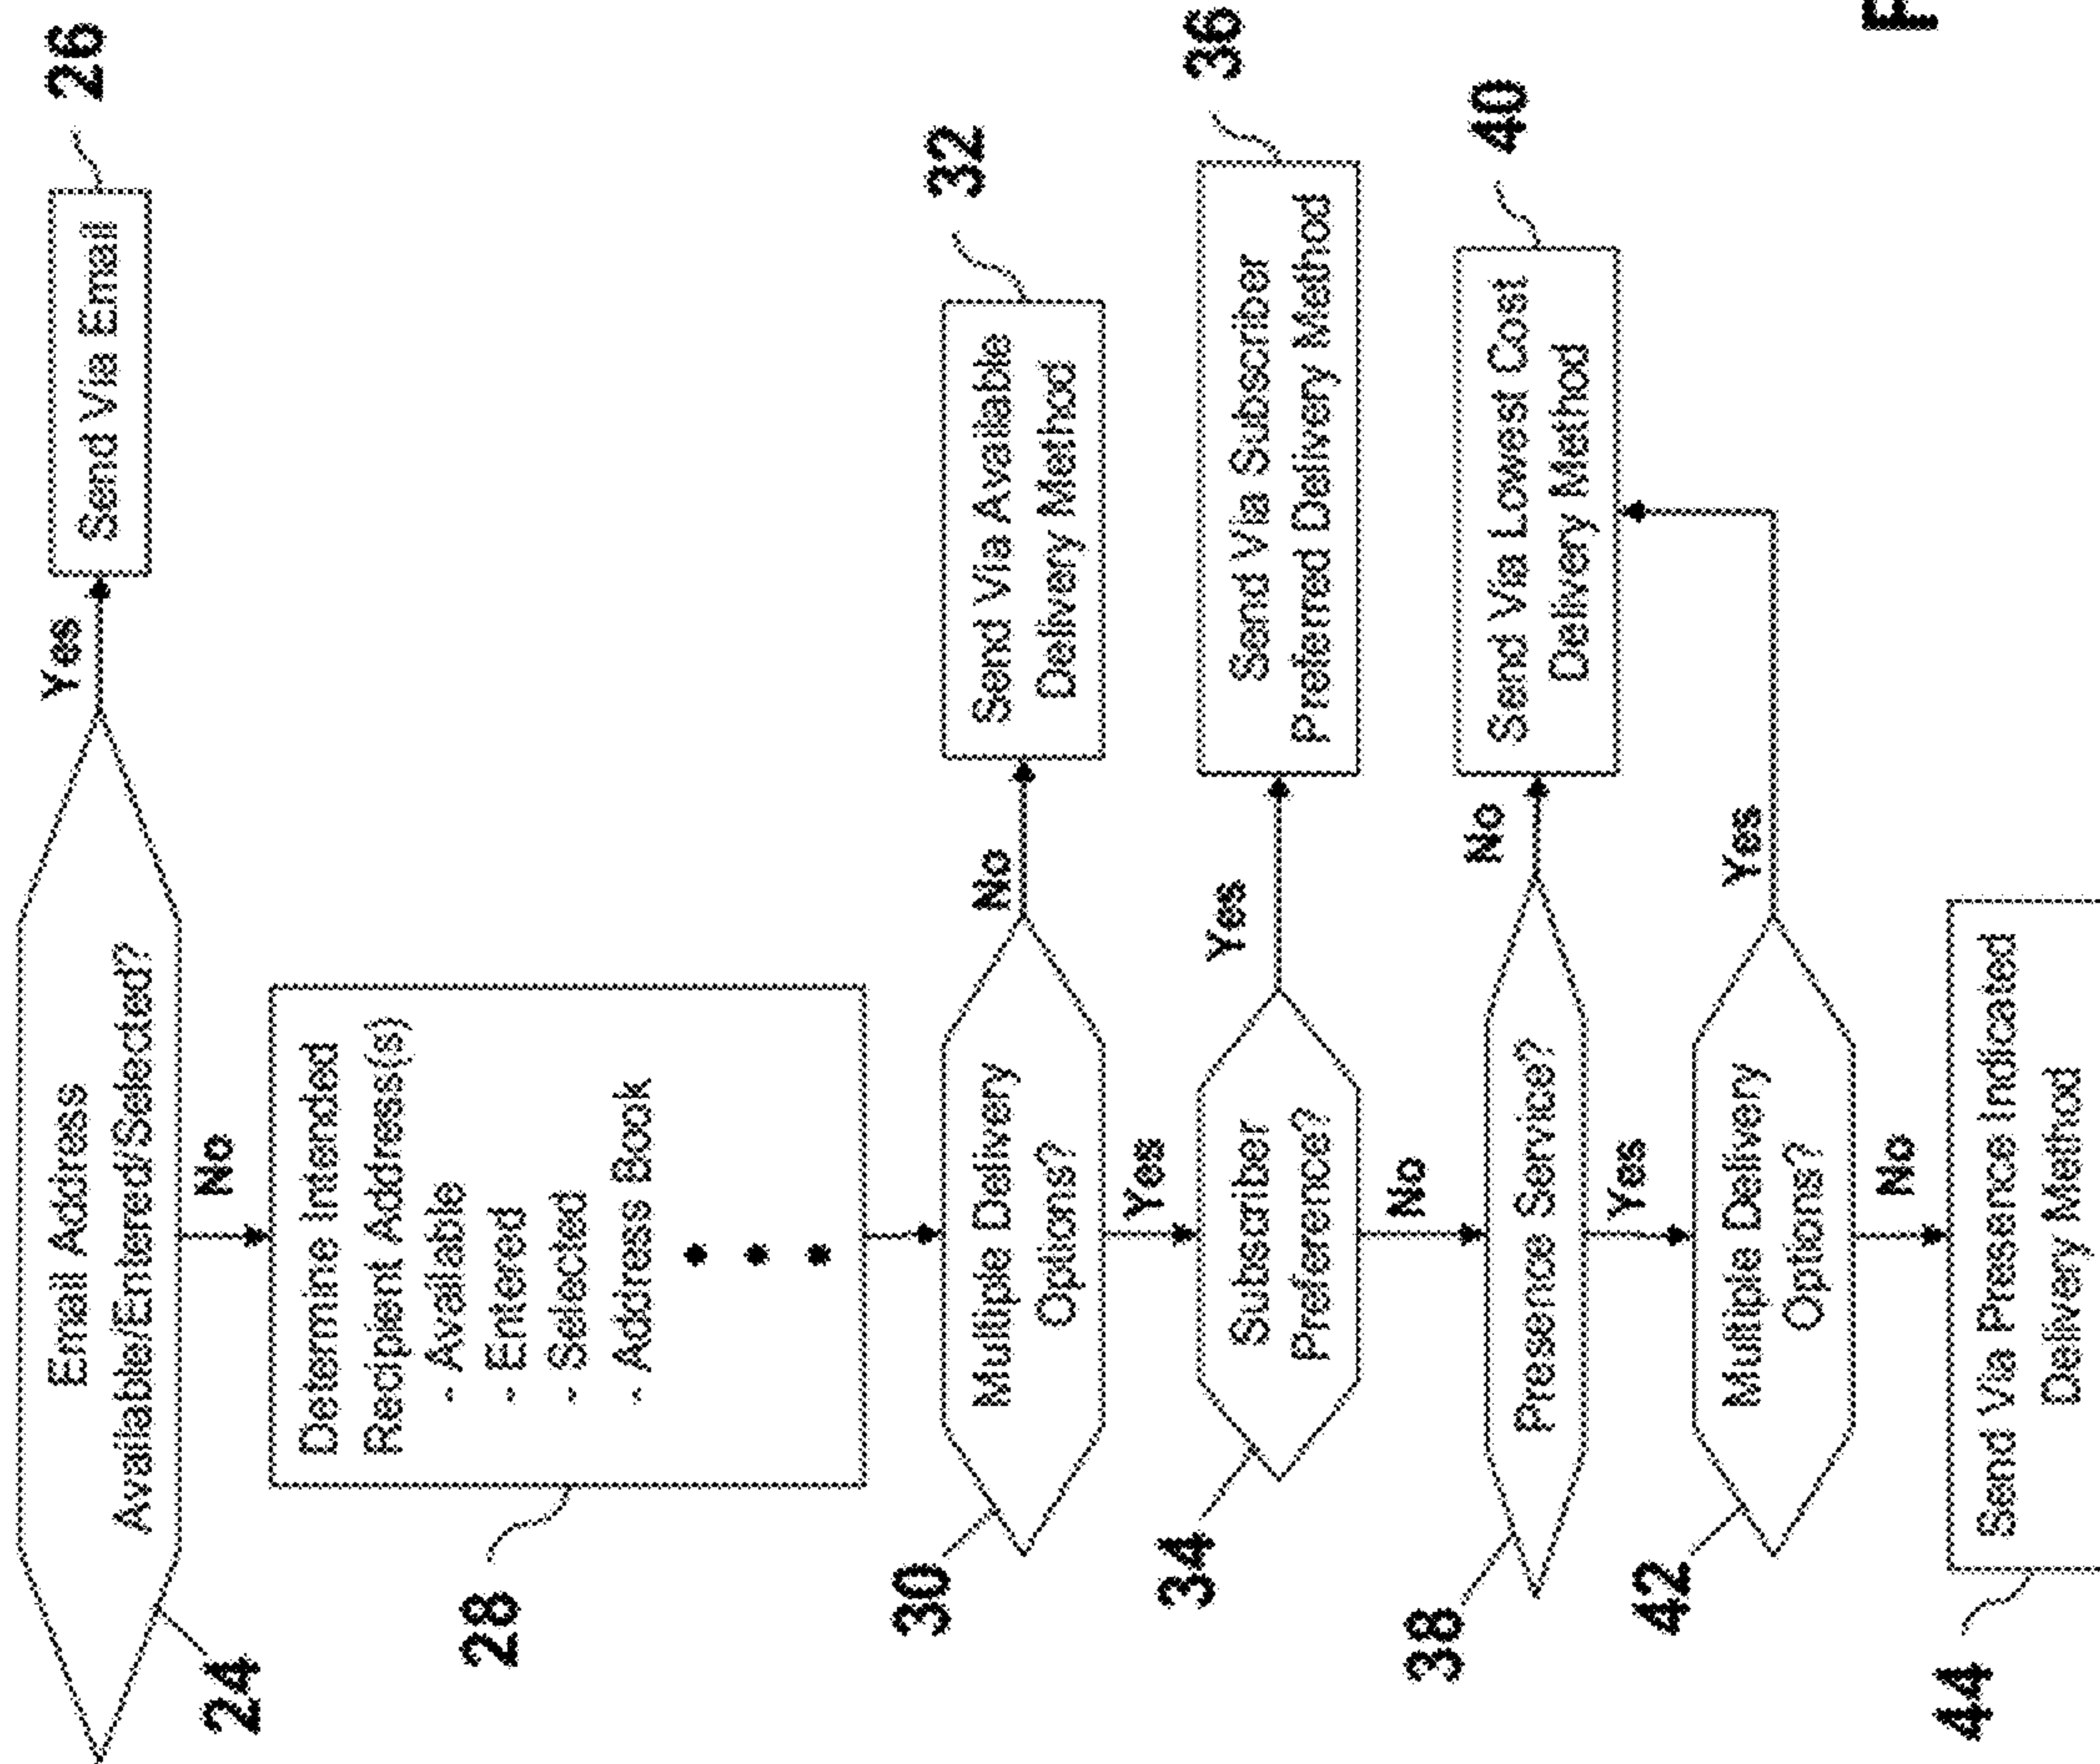 Email Address
Available/Entered/Selected?
24
Yes
Send Via Email
26
No
Determine Intended
Recipient Address(s)
- Available
- Entered
- Selected
- Address Book
28
Multiple Delivery
Options?
30
No
Send Via Available
Delivery Method
32
Yes
Subscriber
Preference?
34
Yes
Send Via Subscriber
Preferred Delivery Method
36
No
Presence Service?
38
No
Send Via Lowest Cost
Delivery Method
40
Yes
Multiple Delivery
Options?
42
Yes
No
Send Via Presence Indicated
Delivery Method
44
F